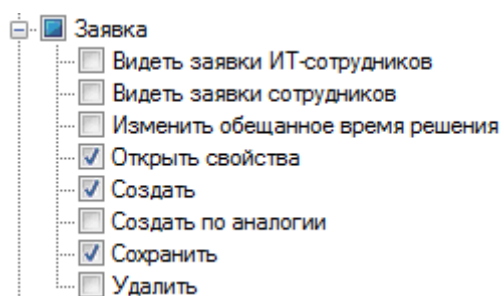 Заявка
Видеть заявки ИТ-сотрудников
Видеть заявки сотрудников
Изменить обещанное время решения
Открыть свойства
Создать
Создать по аналогии
Сохранить
Удалить